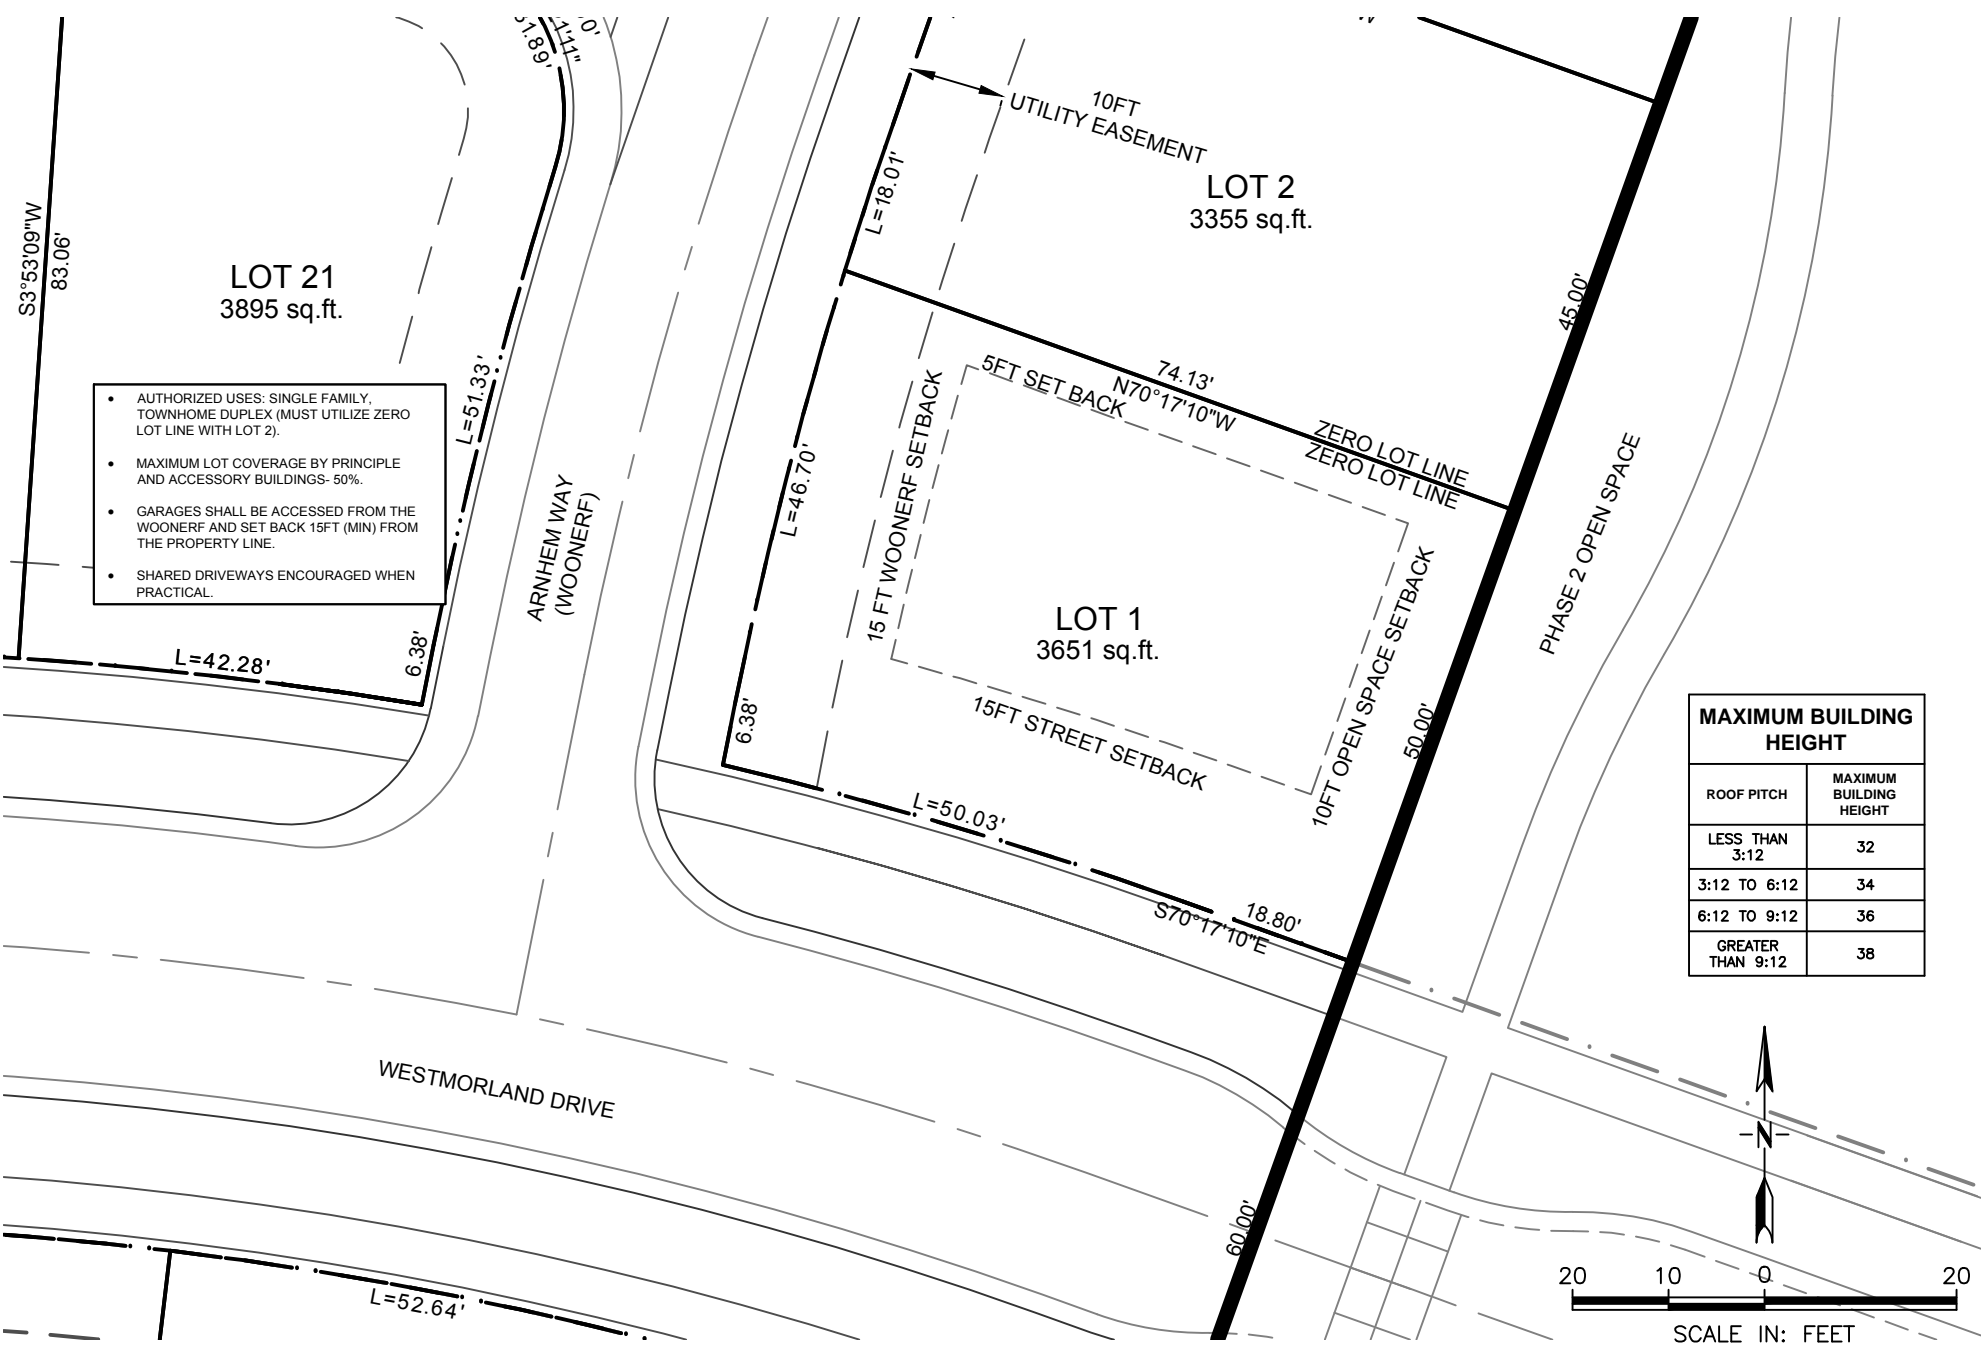 10FT
UTILITY EASEMENT
LOT 2
3355 sq.ft.
L=18.01'
S3°53'09"W
83.06'
LOT 21
3895 sq.ft.
51.89'
45.00'
L=51.33'
74.13'
N70°17'10"W
5FT SET BACK
ZERO LOT LINE
ZERO LOT LINE
• AUTHORIZED USES: SINGLE FAMILY,
TOWNHOME DUPLEX (MUST UTILIZE ZERO
LOT LINE WITH LOT 2).
• MAXIMUM LOT COVERAGE BY PRINCIPLE
AND ACCESSORY BUILDINGS- 50%.
• GARAGES SHALL BE ACCESSED FROM THE
WOONERF AND SET BACK 15FT (MIN) FROM
THE PROPERTY LINE.
• SHARED DRIVEWAYS ENCOURAGED WHEN
PRACTICAL.
ARNHEM WAY
(WOONERF)
L=46.70'
15 FT WOONERF SETBACK
PHASE 2 OPEN SPACE
LOT 1
3651 sq.ft.
10FT OPEN SPACE SETBACK
50.00'
L=42.28'
6.38'
6.38'
15FT STREET SETBACK
L=50.03'
18.80'
S70°17'10"E
MAXIMUM BUILDING
HEIGHT
ROOF PITCH
MAXIMUM
BUILDING
HEIGHT
LESS THAN
3:12
32
3:12 TO 6:12
34
6:12 TO 9:12
36
GREATER
THAN 9:12
38
WESTMORLAND DRIVE
N
60.00'
L=52.64'
20 10 0 20
SCALE IN: FEET